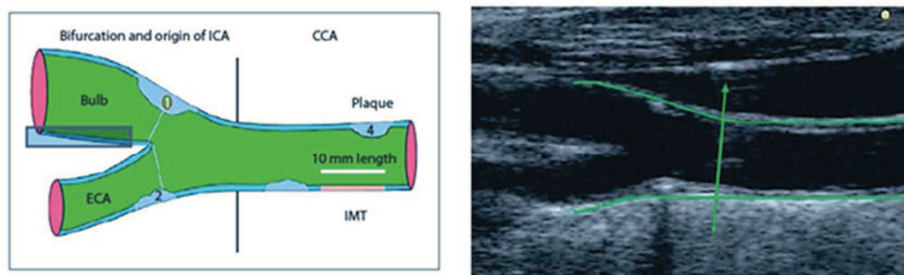 Bifurcation and origin of ICA
CCA
Bulb
1
Plaque
4
10 mm length
ECA
2
IMT